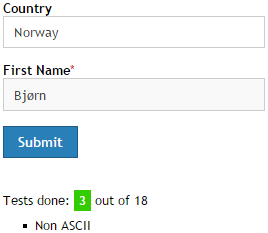 Country
Norway
First Name*
Bjørn
Submit
Tests done: 3 out of 18
Non ASCII